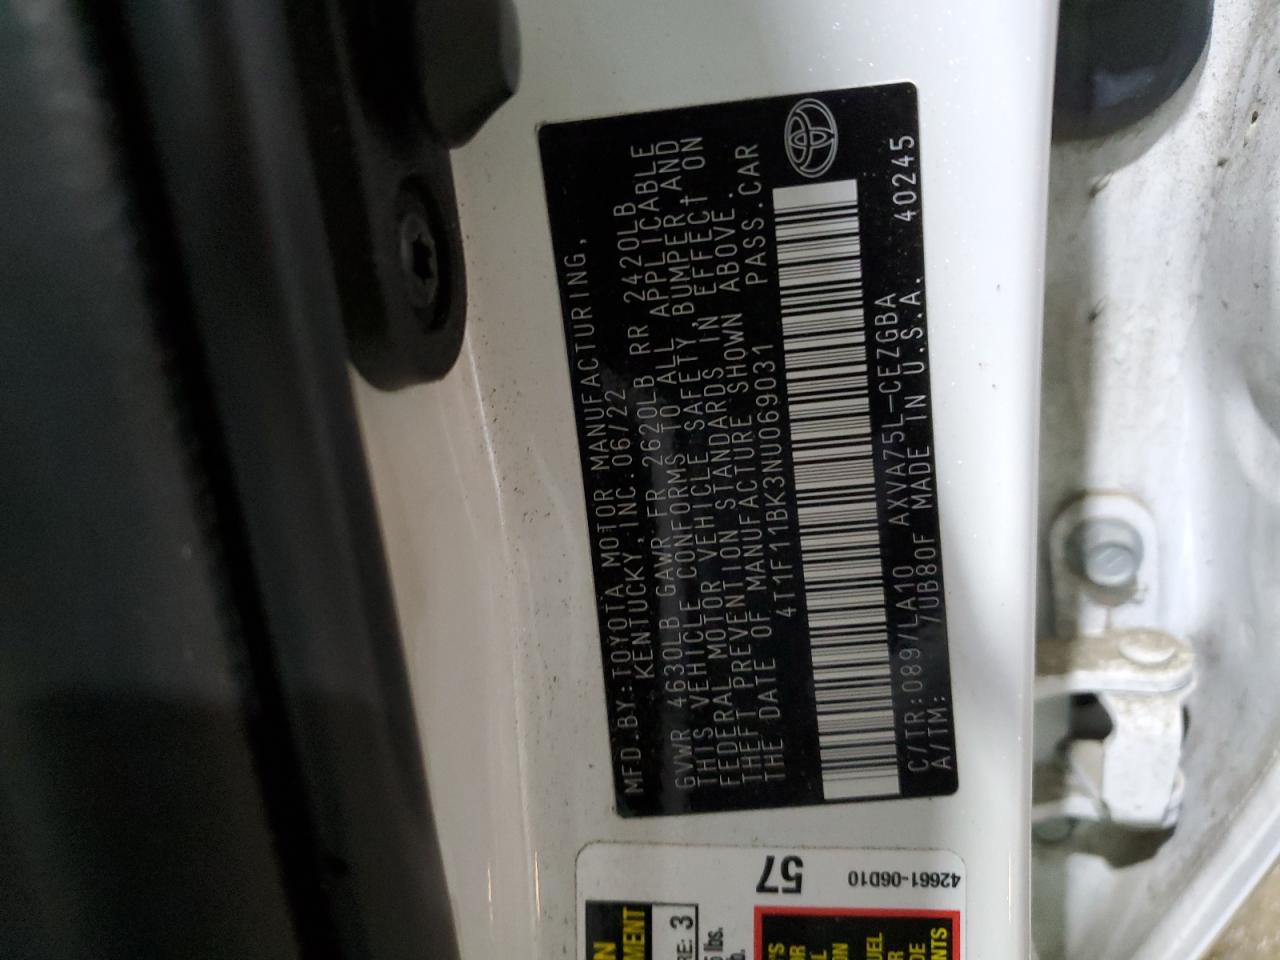 MFD.BY:TOYOTA MOTOR MANUFACTURING,
KENTUCKY,INC.06/22
GVWR 4630LB GAWR FR 2620LB RR 2420LB
THIS VEHICLE CONFORMS TO ALL APPLICABLE
FEDERAL MOTOR VEHICLE SAFETY,BUMPER,AND
THEFT PREVENTION STANDARDS IN EFFECT ON
THE DATE OF MANUFACTURE SHOWN ABOVE.
4T1F11BK3NU069031 PASS.CAR
C/TR:089/LA10 AXVA75L-CEZGBA
A/TM: /UB80F MADE IN U.S.A. 40245
57
42661-06D10
3